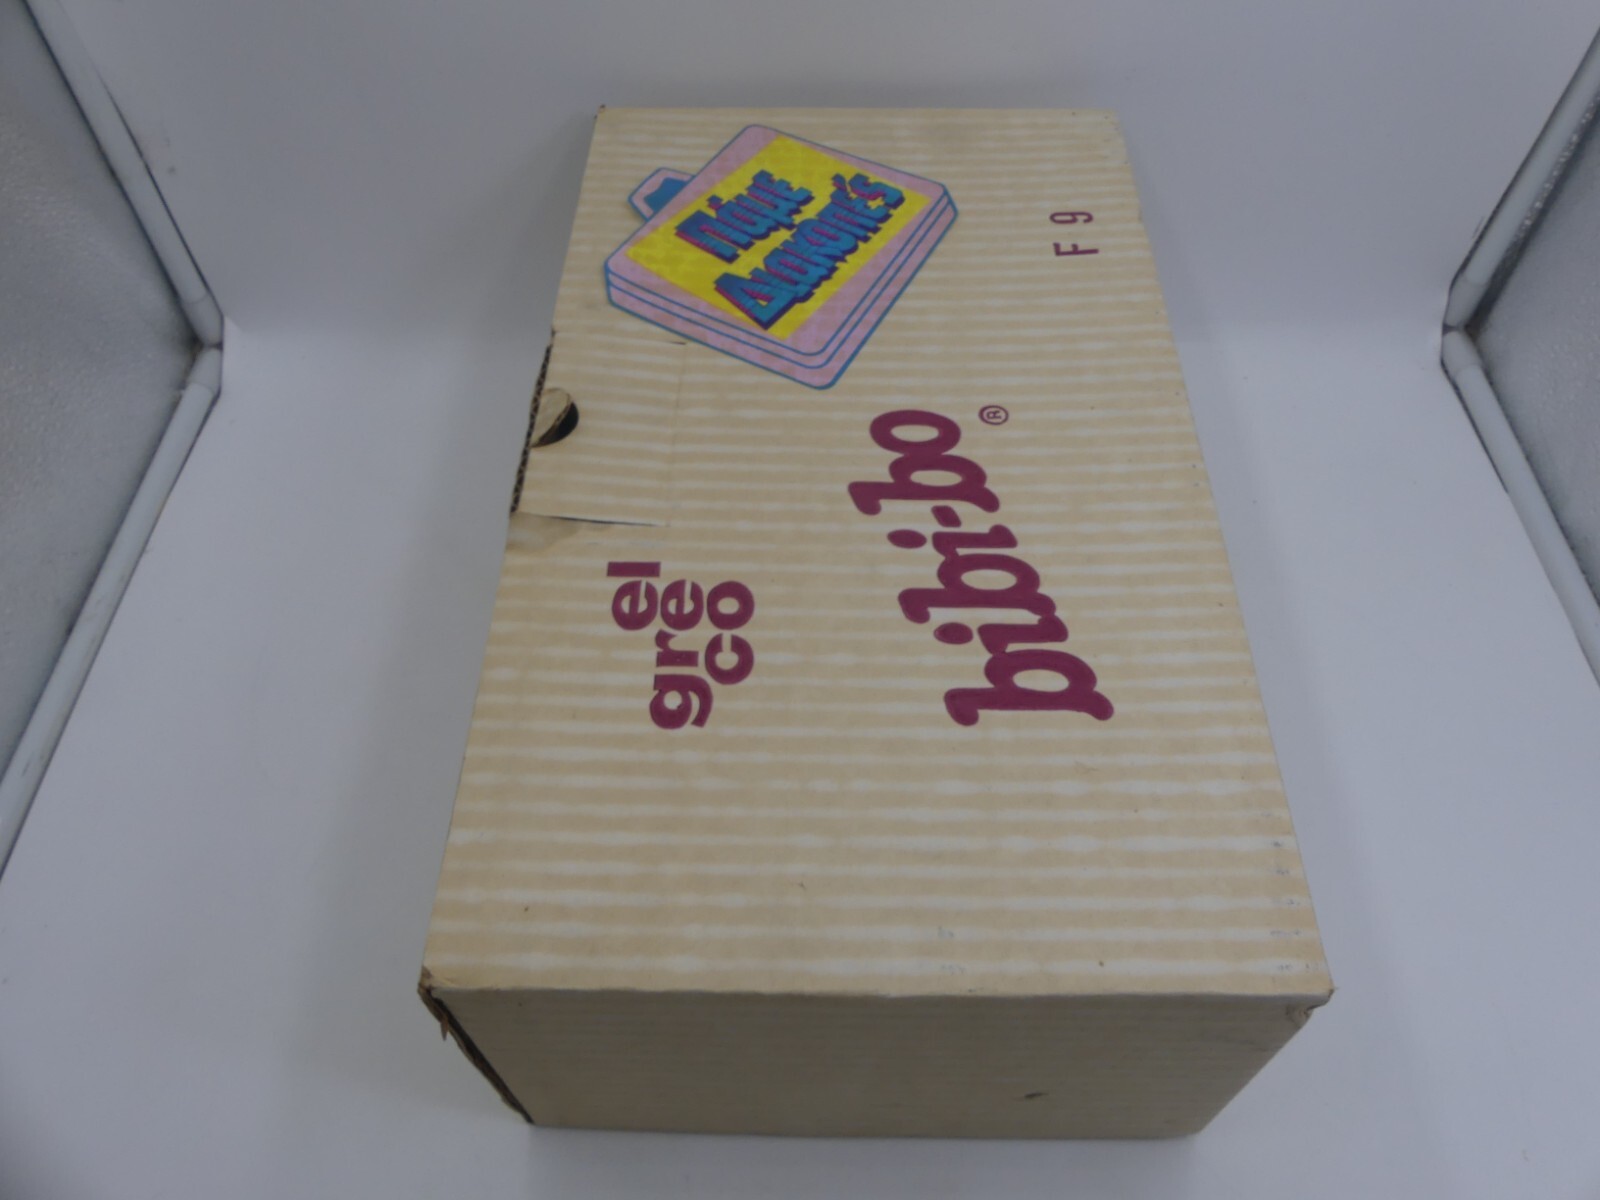 el
gre
co
Πάμε
Διακοπές
bibi-bo ®
F 9